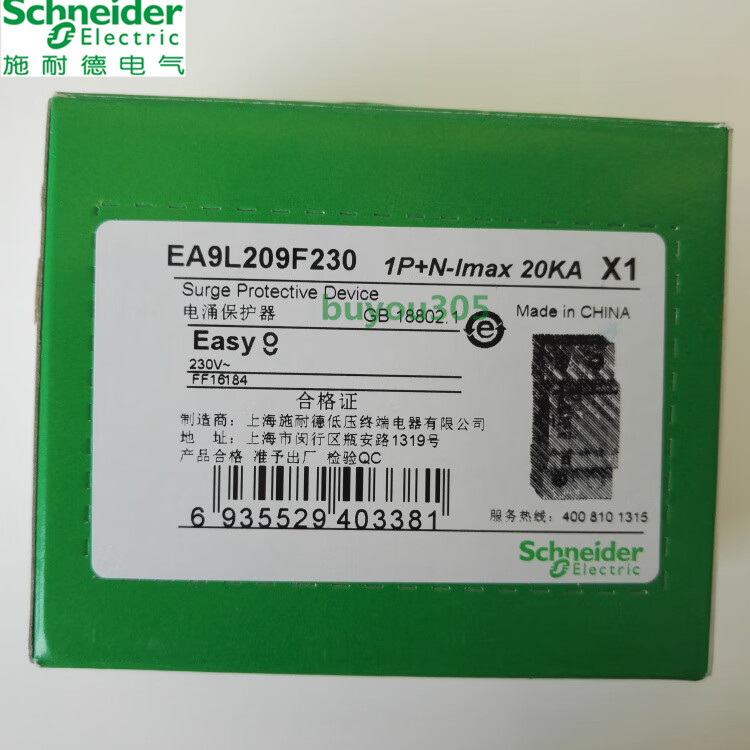 Schneider
Electric
施耐德电气
EA9L209F230 1P+N-Imax 20KA X1
Surge Protective Device
buyou305
Made in CHINA
电涌保护器 GB 18802.1
Easy 9
230V~
FF16184
合格证
制造商：上海施耐德低压终端电器有限公司
地 址：上海市闵行区瓶安路1319号
产品合格 准予出厂 检验QC
6 935529 403381
服务热线：400 810 1315
Schneider
Electric